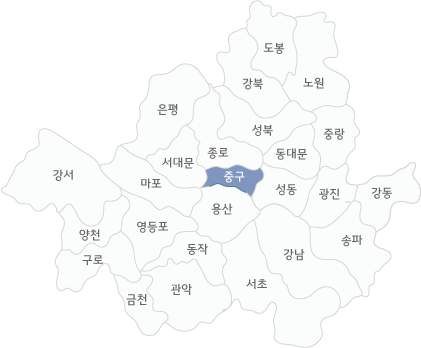 도봉
강북
노원
은평
성북
중랑
종로
동대문
서대문
강서
중구
마포
성동
광진
강동
용산
영등포
양천
송파
동작
강남
구로
서초
관악
금천